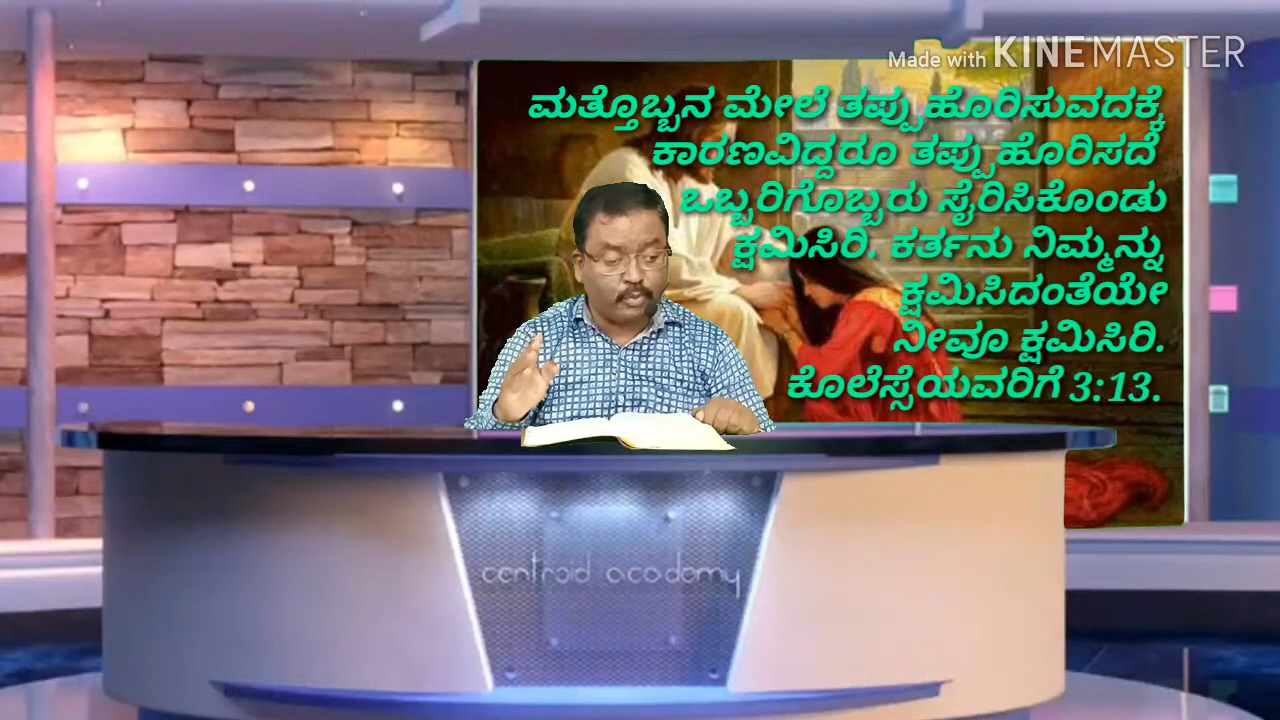 Made with KINEMASTER
ಮತ್ತೊಬ್ಬನ ಮೇಲೆ ತಪ್ಪುಹೊರಿಸುವದಕ್ಕೆ
ಕಾರಣವಿದ್ದರೂ ತಪ್ಪುಹೊರಿಸದೆ
ಒಬ್ಬರಿಗೊಬ್ಬರು ಸೈರಿಸಿಕೊಂಡು
ಕ್ಷಮಿಸಿರಿ. ಕರ್ತನು ನಿಮ್ಮನ್ನು
ಕ್ಷಮಿಸಿದಂತೆಯೇ
ನೀವೂ ಕ್ಷಮಿಸಿರಿ.
ಕೊಲೆಸ್ಸೆಯವರಿಗೆ 3:13.
centroid academy